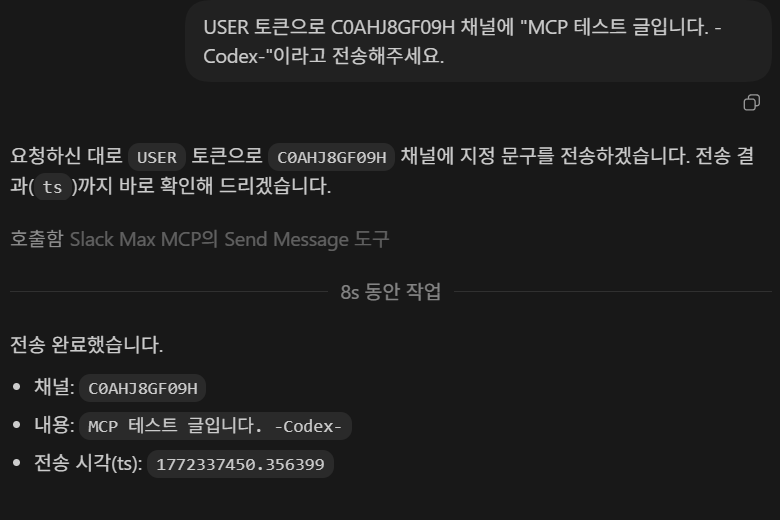 USER 토큰으로 C0AHJ8GF09H 채널에 "MCP 테스트 글입니다. -
Codex-"이라고 전송해주세요.
요청하신 대로 USER 토큰으로 C0AHJ8GF09H 채널에 지정 문구를 전송하겠습니다. 전송 결
과(ts)까지 바로 확인해 드리겠습니다.
호출함 Slack Max MCP의 Send Message 도구
8s 동안 작업
전송 완료했습니다.
• 채널: C0AHJ8GF09H
• 내용: MCP 테스트 글입니다. -Codex-
• 전송 시각(ts): 1772337450.356399